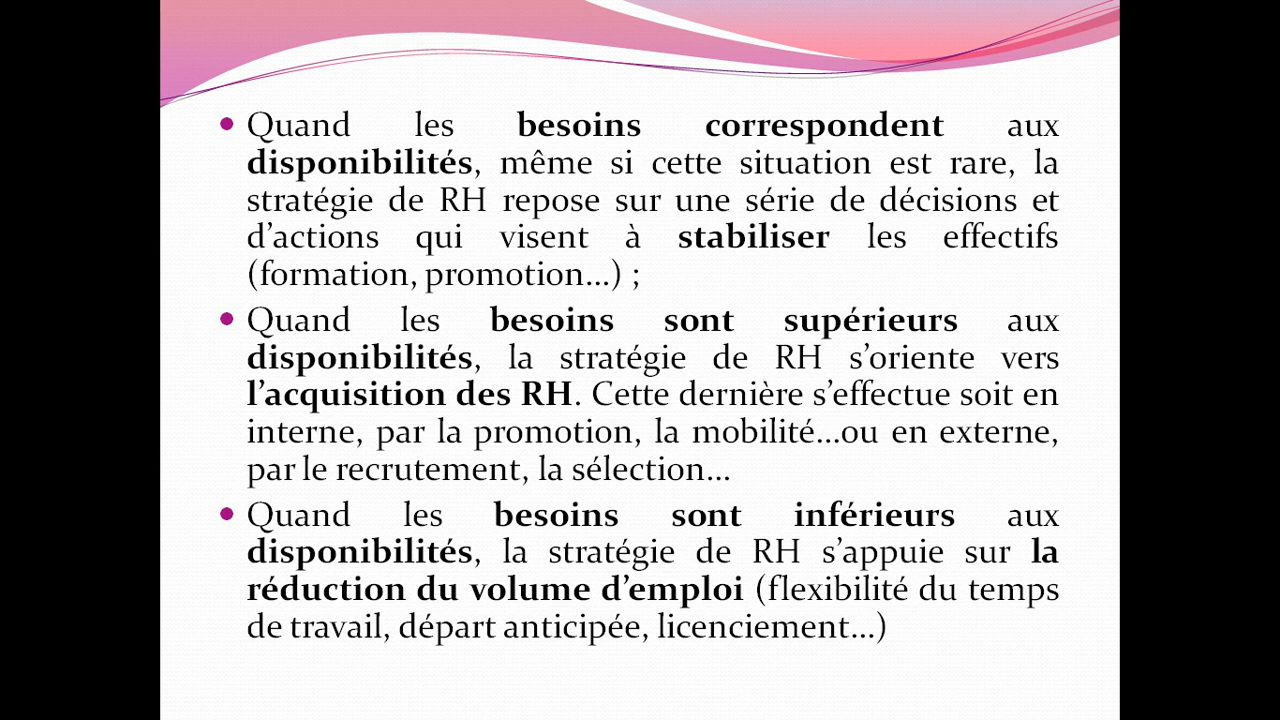 • Quand les besoins correspondent aux
disponibilités, même si cette situation est rare, la
stratégie de RH repose sur une série de décisions et
d’actions qui visent à stabiliser les effectifs
(formation, promotion…) ;
• Quand les besoins sont supérieurs aux
disponibilités, la stratégie de RH s’oriente vers
l’acquisition des RH. Cette dernière s’effectue soit en
interne, par la promotion, la mobilité…ou en externe,
par le recrutement, la sélection…
• Quand les besoins sont inférieurs aux
disponibilités, la stratégie de RH s’appuie sur la
réduction du volume d’emploi (flexibilité du temps
de travail, départ anticipée, licenciement…)